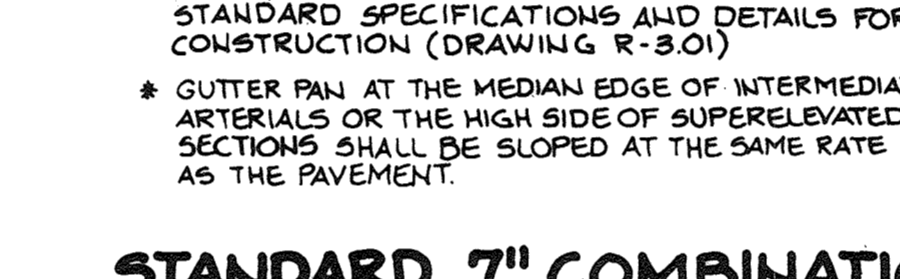 STANDARD SPECIFICATIONS AND DETAILS FOR
CONSTRUCTION (DRAWING R-3.01)
* GUTTER PAN AT THE MEDIAN EDGE OF INTERMEDIA
ARTERIALS OR THE HIGH SIDE OF SUPERELEVATED
SECTIONS SHALL BE SLOPED AT THE SAME RATE
AS THE PAVEMENT.
STANDARD 7" COMBINATI